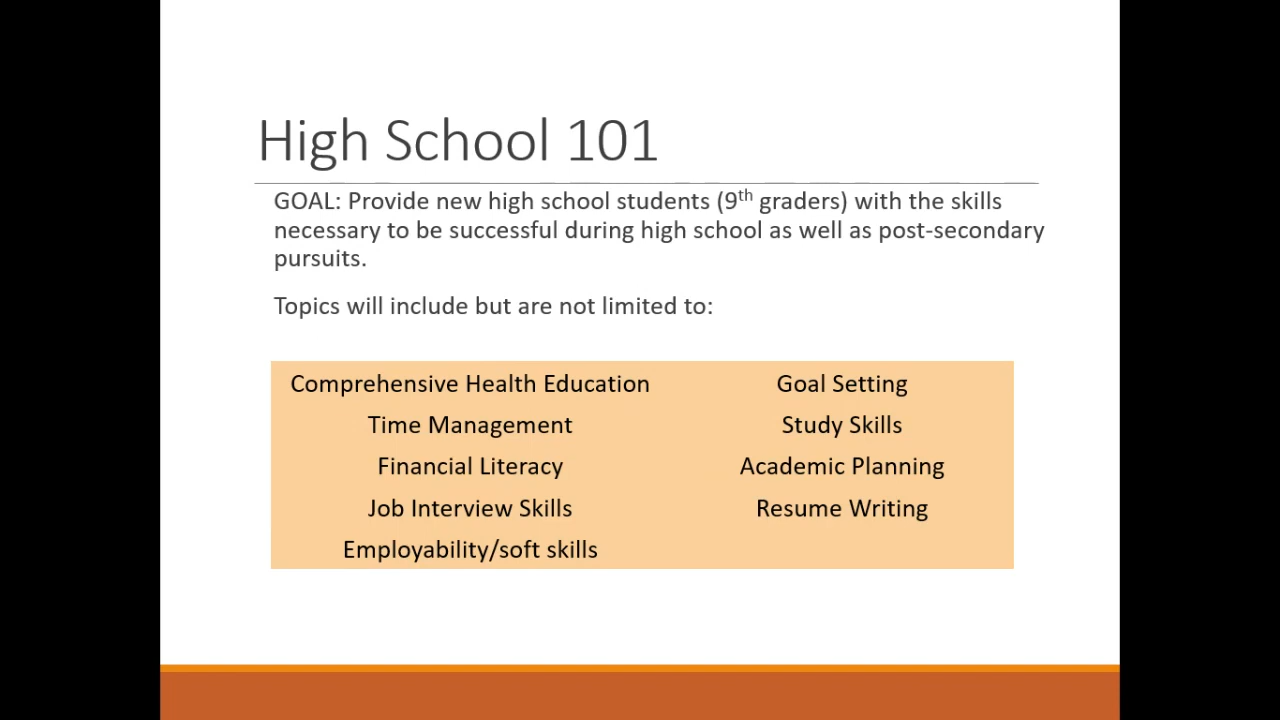 High School 101
GOAL: Provide new high school students (9th graders) with the skills
necessary to be successful during high school as well as post-secondary
pursuits.
Topics will include but are not limited to:
Comprehensive Health Education
Goal Setting
Time Management
Study Skills
Financial Literacy
Academic Planning
Job Interview Skills
Resume Writing
Employability/soft skills